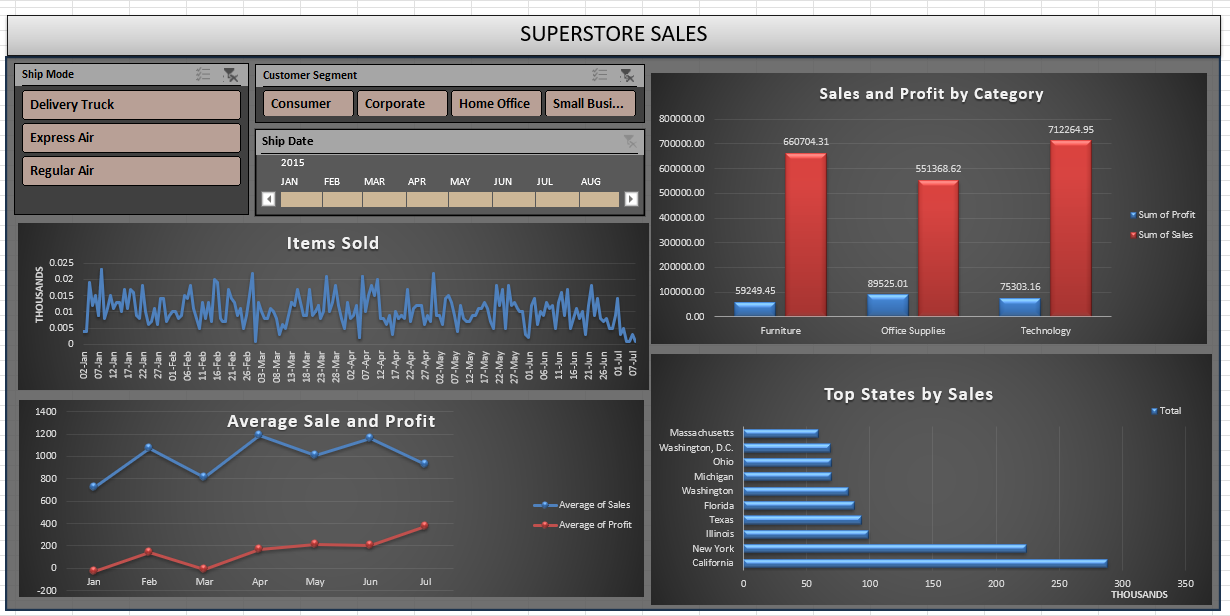 SUPERSTORE SALES
Ship Mode
Delivery Truck
Express Air
Regular Air
Customer Segment
Consumer Corporate Home Office Small Busi...
Ship Date
2015
JAN FEB MAR APR MAY JUN JUL AUG
Items Sold
THOUSANDS
0.025
0.02
0.015
0.01
0.005
0
02-Jan 07-Jan 12-Jan 17-Jan 22-Jan 27-Jan 01-Feb 06-Feb 11-Feb 16-Feb 21-Feb 26-Feb 03-Mar 08-Mar 13-Mar 18-Mar 23-Mar 28-Mar 02-Apr 07-Apr 12-Apr 17-Apr 22-Apr 27-Apr 02-May 07-May 12-May 17-May 22-May 27-May 01-Jun 06-Jun 11-Jun 16-Jun 21-Jun 26-Jun 01-Jul 07-Jul
Average Sale and Profit
1400
1200
1000
800
600
400
200
0
-200
Jan Feb Mar Apr May Jun Jul
Average of Sales
Average of Profit
Sales and Profit by Category
800000.00
700000.00
600000.00
500000.00
400000.00
300000.00
200000.00
100000.00
0.00
59249.45
660704.31
89525.01
551368.62
75303.16
712264.95
Furniture Office Supplies Technology
Sum of Profit
Sum of Sales
Top States by Sales
Total
Massachusetts
Washington, D.C.
Ohio
Michigan
Washington
Florida
Texas
Illinois
New York
California
0 50 100 150 200 250 300 350
THOUSANDS